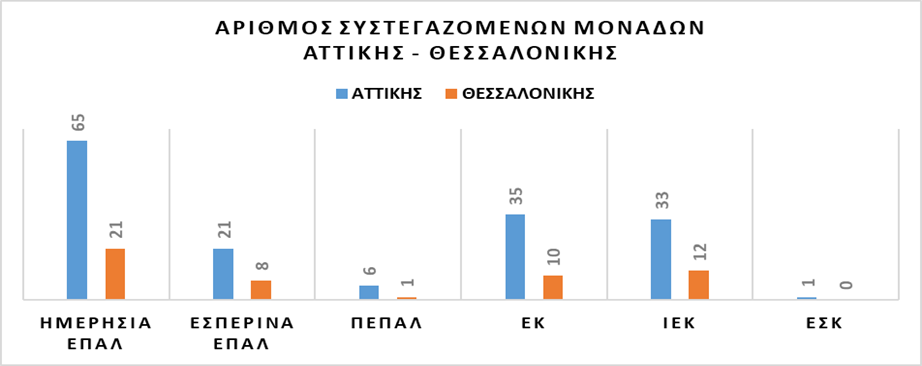 ΑΡΙΘΜΟΣ ΣΥΣΤΕΓΑΖΟΜΕΝΩΝ ΜΟΝΑΔΩΝ
ΑΤΤΙΚΗΣ - ΘΕΣΣΑΛΟΝΙΚΗΣ
ΑΤΤΙΚΗΣ ΘΕΣΣΑΛΟΝΙΚΗΣ
65 21 21 8 6 1 35 10 33 12 1 0
ΗΜΕΡΗΣΙΑ ΕΣΠΕΡΙΝΑ ΠΕΠΑΛ ΕΚ ΙΕΚ ΕΣΚ
ΕΠΑΛ ΕΠΑΛ